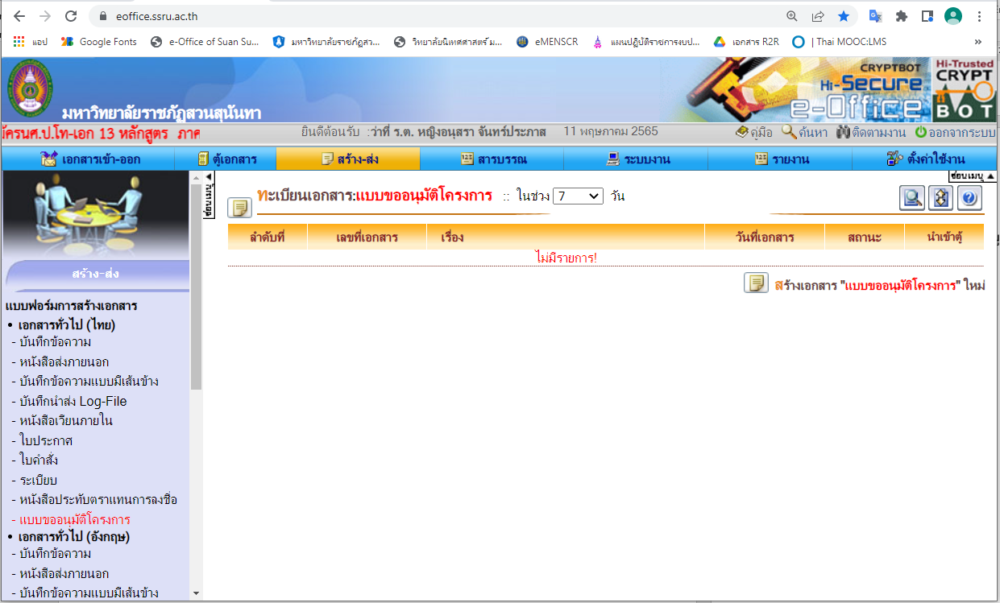 eoffice.ssru.ac.th
แอป Google Fonts e-Office of Suan Su... มหาวิทยาลัยราชภัฏสว... วิทยาลัยนิเทศศาสตร์ ม... eMENSCR แผนปฏิบัติราชการงบป... เอกสาร R2R | Thai MOOC:LMS »
CRYPTBOT
Hi-Secure
e-Office
Hi-Trusted
CRYPT
BOT
มหาวิทยาลัยราชภัฏสวนสุนันทา
ัครนศ.ป.โท-เอก 13 หลักสูตร ภาค
ยินดีต้อนรับ :ว่าที่ ร.ต. หญิงอนุสรา จันทร์ประภาส 11 พฤษภาคม 2565 คู่มือ ค้นหา ติดตามงาน ออกจากระบบ
เอกสารเข้า-ออก ตู้เอกสาร สร้าง-ส่ง สารบรรณ ระบบงาน รายงาน ตั้งค่าใช้งาน
ซ่อนเมนู
ซ่อนเมนู
ทะเบียนเอกสาร:แบบขออนุมัติโครงการ :: ในช่วง 7 วัน
ลำดับที่ เลขที่เอกสาร เรื่อง วันที่เอกสาร สถานะ นำเข้าตู้
ไม่มีรายการ!
สร้างเอกสาร "แบบขออนุมัติโครงการ" ใหม่
สร้าง-ส่ง
แบบฟอร์มการสร้างเอกสาร
• เอกสารทั่วไป (ไทย)
- บันทึกข้อความ
- หนังสือส่งภายนอก
- บันทึกข้อความแบบมีเส้นข้าง
- บันทึกนำส่ง Log-File
- หนังสือเวียนภายใน
- ใบประกาศ
- ใบคำสั่ง
- ระเบียบ
- หนังสือประทับตราแทนการลงชื่อ
- แบบขออนุมัติโครงการ
• เอกสารทั่วไป (อังกฤษ)
- บันทึกข้อความ
- หนังสือส่งภายนอก
- บันทึกข้อความแบบมีเส้นข้าง